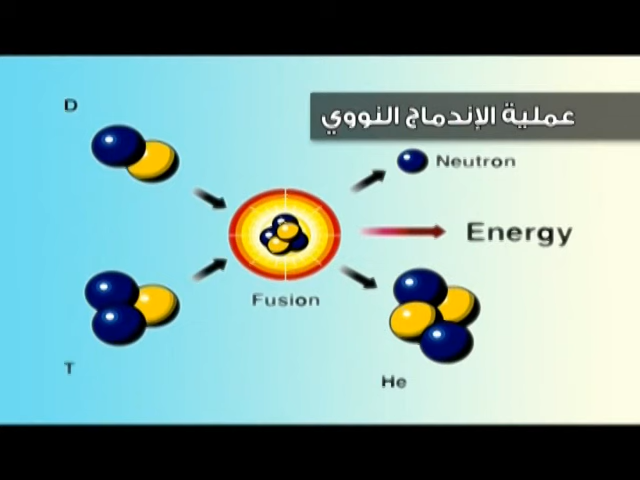 D
عملية الإندماج النووي
Neutron
Energy
Fusion
T
He